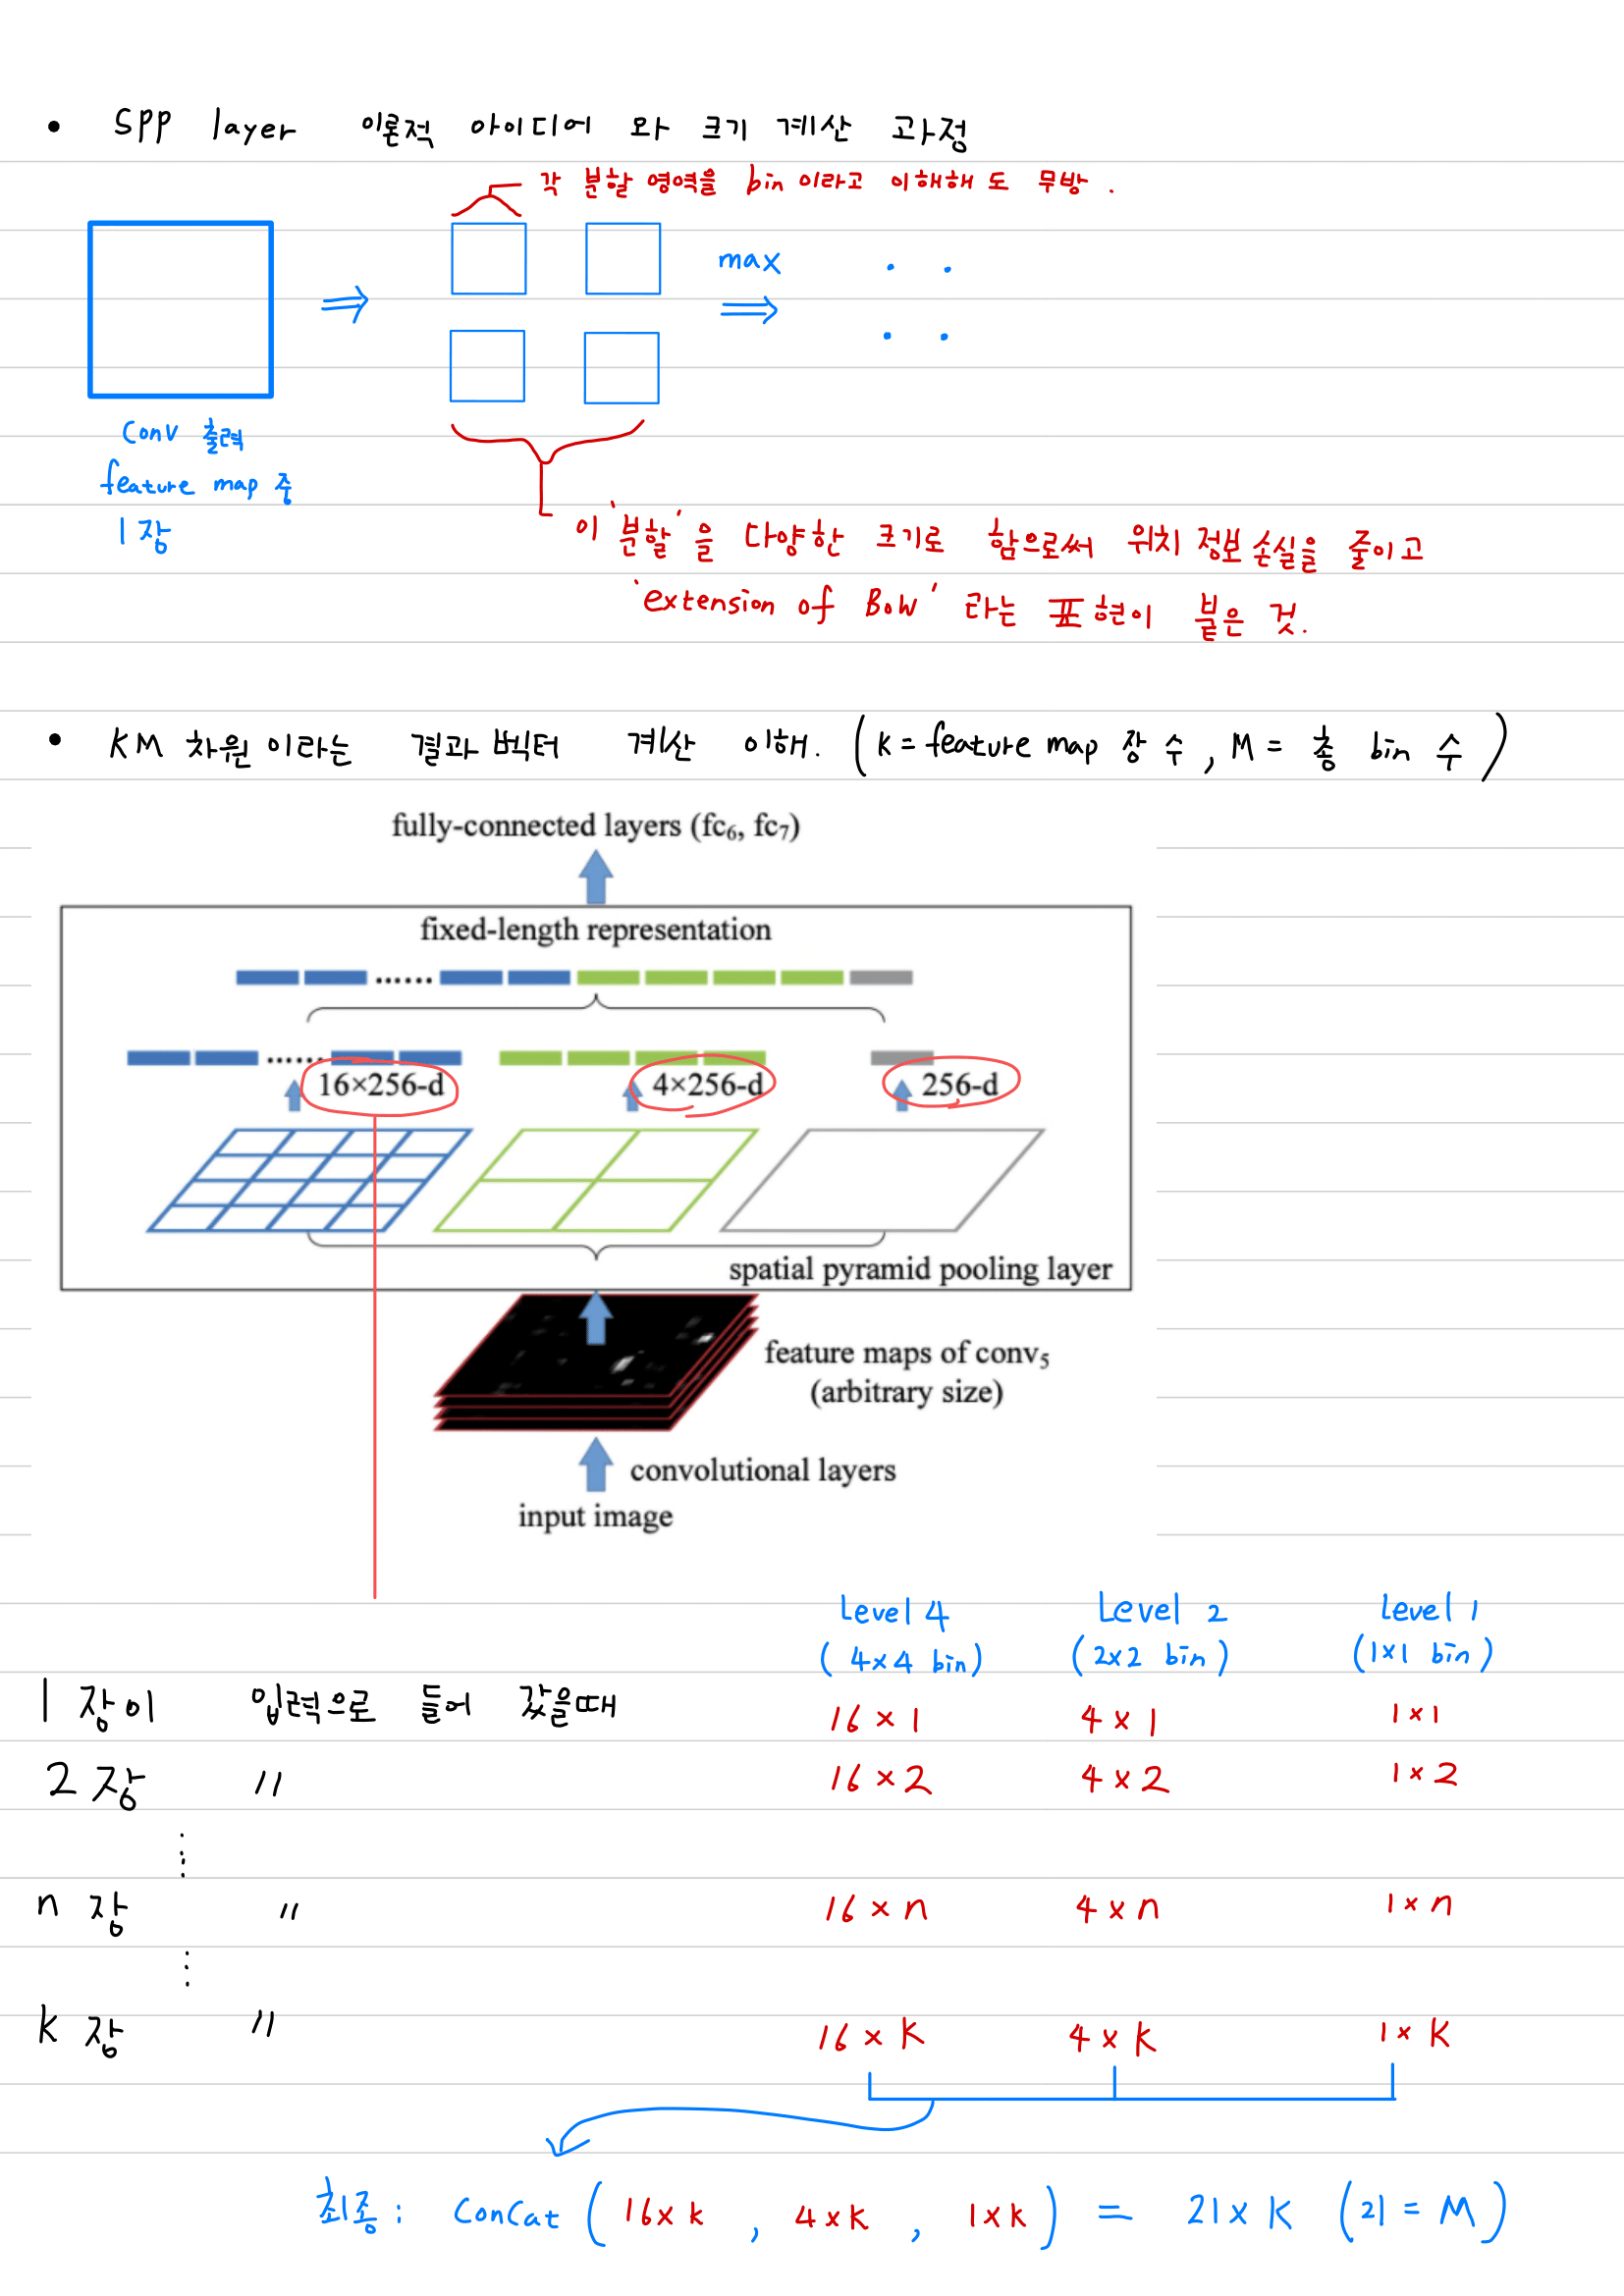 • SPP layer 이론적 아이디어 와 크기 계산 과정
각 분할 영역을 bin 이라고 이해해 도 무방.
max
Conv 출력
feature map 중
1 장
이 '분할'을 다양한 크기로 함으로써 위치 정보 손실을 줄이고
'extension of BoW' 라는 표현이 붙은 것.
• KM 차원 이라는 결과 벡터 계산 이해. (k = feature map 장 수, M = 총 bin 수)
fully-connected layers (fc₆, fc₇)
fixed-length representation
......
......
16×256-d 4×256-d 256-d
spatial pyramid pooling layer
feature maps of conv₅
(arbitrary size)
convolutional layers
input image
Level 4 Level 2 Level 1
(4x4 bin) (2x2 bin) (1x1 bin)
1 장이 입력으로 들어 갔을때 16 x 1 4 x 1 1 x 1
2 장 〃 16 x 2 4 x 2 1 x 2
⋮
n 장 〃 16 x n 4 x n 1 x n
⋮
k 장 〃 16 x K 4 x K 1 x K
최종 : ConCat (16 x k , 4 x K , 1 x k) = 21 x K (21 = M)